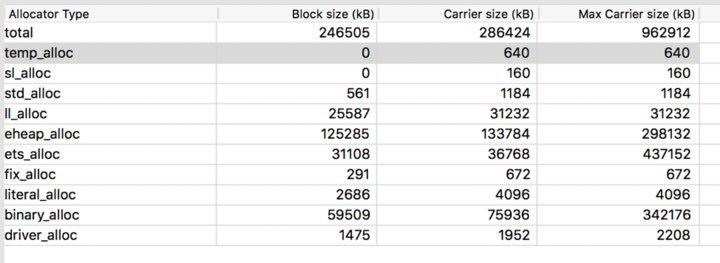 Allocator Type Block size (kB) Carrier size (kB) Max Carrier size (kB)
total 246505 286424 962912
temp_alloc 0 640 640
sl_alloc 0 160 160
std_alloc 561 1184 1184
ll_alloc 25587 31232 31232
eheap_alloc 125285 133784 298132
ets_alloc 31108 36768 437152
fix_alloc 291 672 672
literal_alloc 2686 4096 4096
binary_alloc 59509 75936 342176
driver_alloc 1475 1952 2208